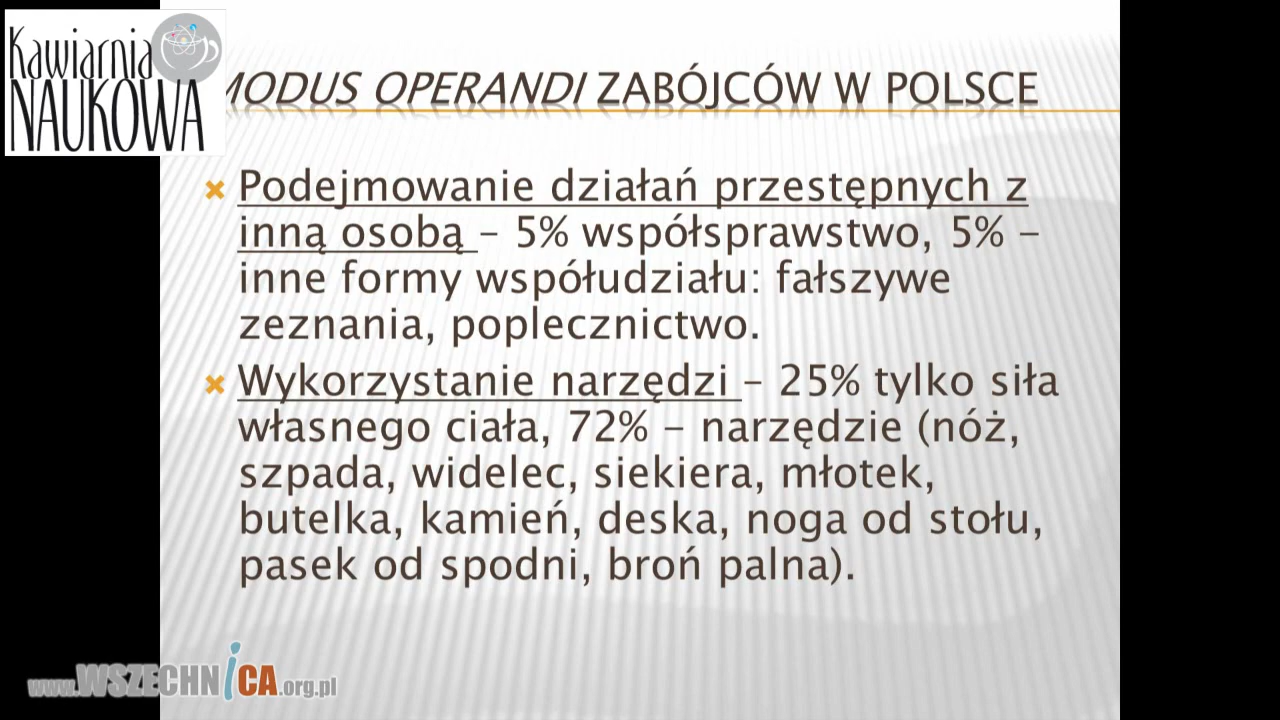 Kawiarnia
NAUKOWA
MODUS OPERANDI ZABÓJCÓW W POLSCE
Podejmowanie działań przestępnych z
inną osobą – 5% współsprawstwo, 5% –
inne formy współudziału: fałszywe
zeznania, poplecznictwo.
Wykorzystanie narzędzi – 25% tylko siła
własnego ciała, 72% – narzędzie (nóż,
szpada, widelec, siekiera, młotek,
butelka, kamień, deska, noga od stołu,
pasek od spodni, broń palna).
www.WSZECHNiCA.org.pl